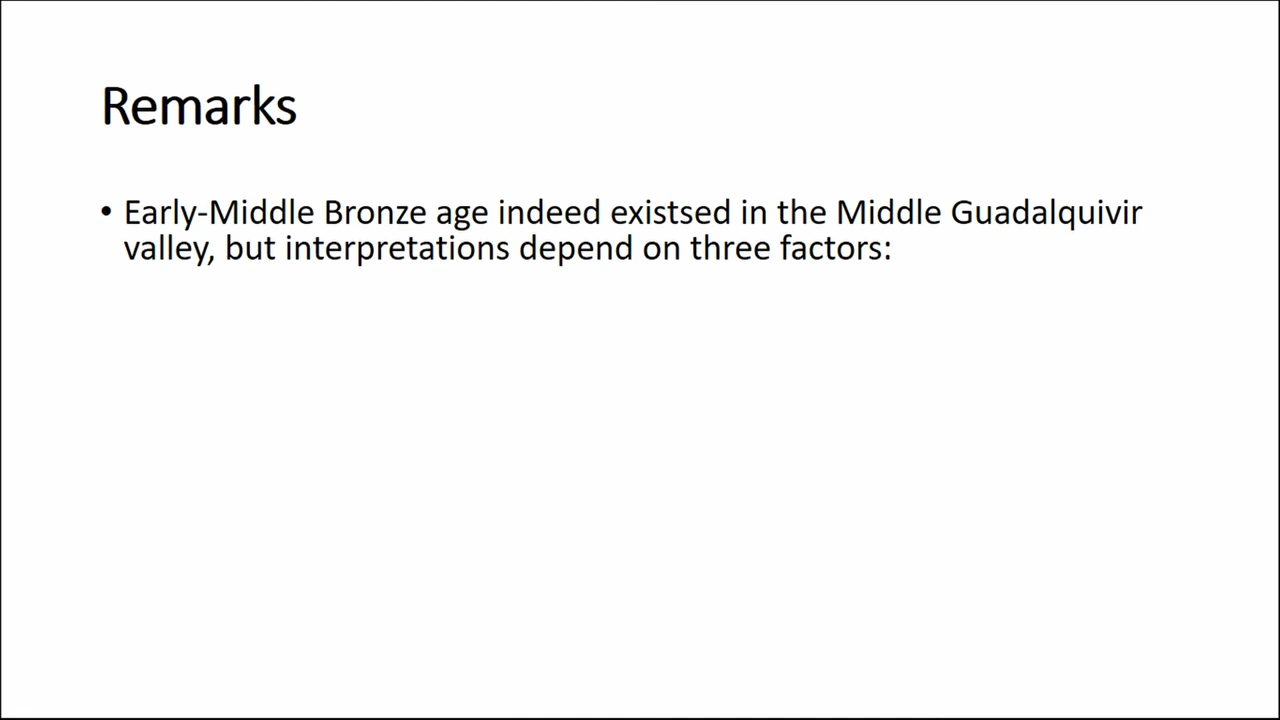 Remarks
• Early-Middle Bronze age indeed existsed in the Middle Guadalquivir
valley, but interpretations depend on three factors: